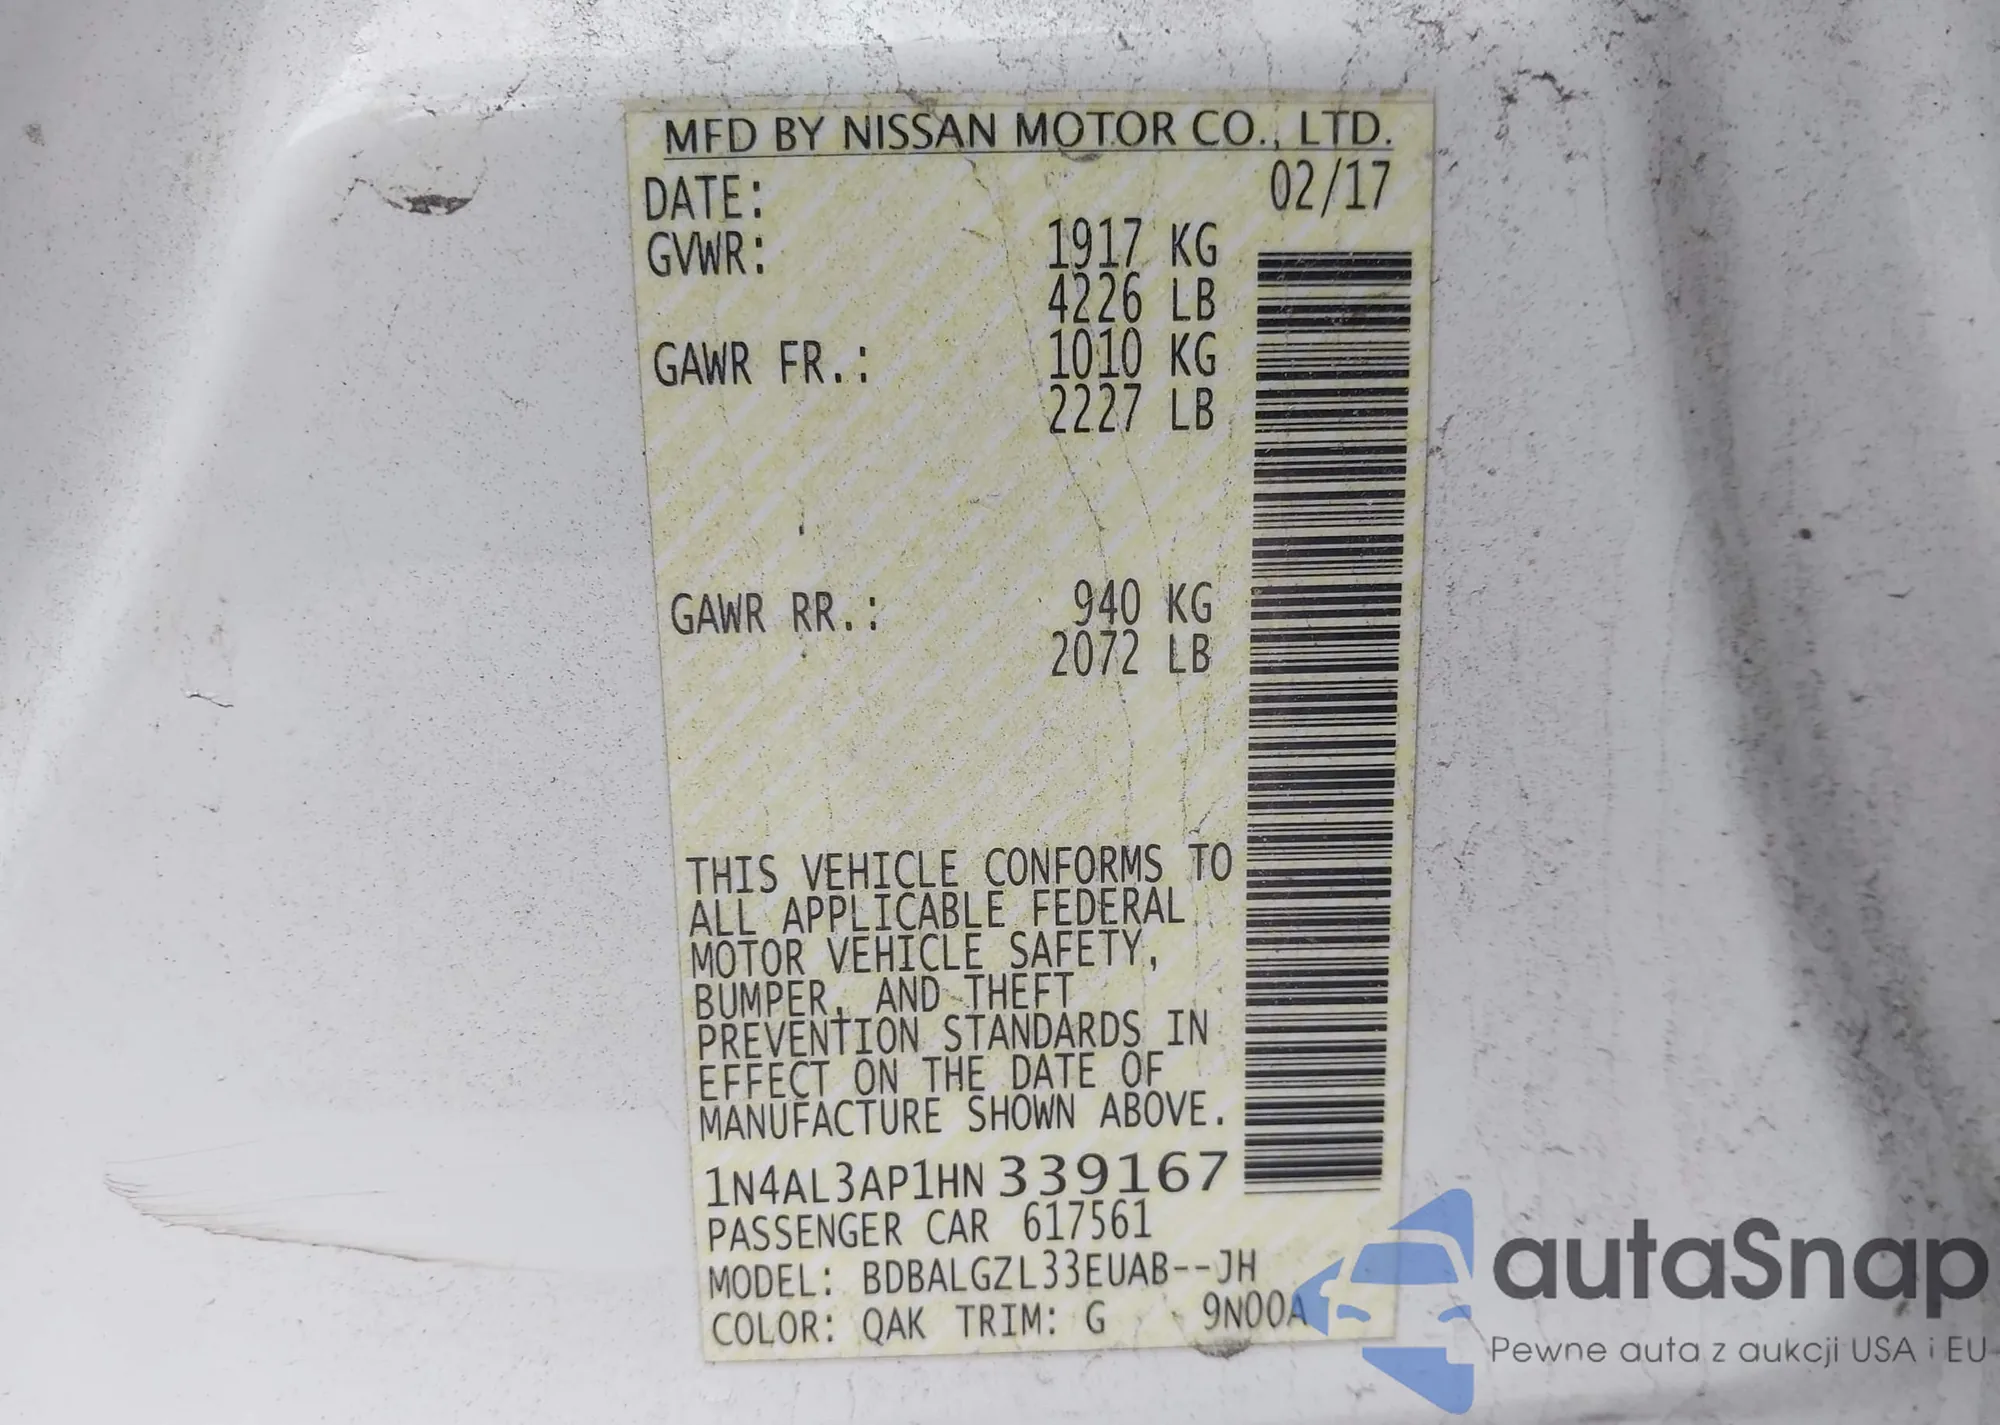 MFD BY NISSAN MOTOR CO., LTD.
DATE: 02/17
GVWR: 1917 KG
4226 LB
GAWR FR.: 1010 KG
2227 LB
GAWR RR.: 940 KG
2072 LB
THIS VEHICLE CONFORMS TO
ALL APPLICABLE FEDERAL
MOTOR VEHICLE SAFETY,
BUMPER, AND THEFT
PREVENTION STANDARDS IN
EFFECT ON THE DATE OF
MANUFACTURE SHOWN ABOVE.
1N4AL3AP1HN339167
PASSENGER CAR 617561
MODEL: BDBALGZL33EUAB--JH
COLOR: QAK TRIM: G 9N00A
autaSnap
Pewne auta z aukcji USA i EU